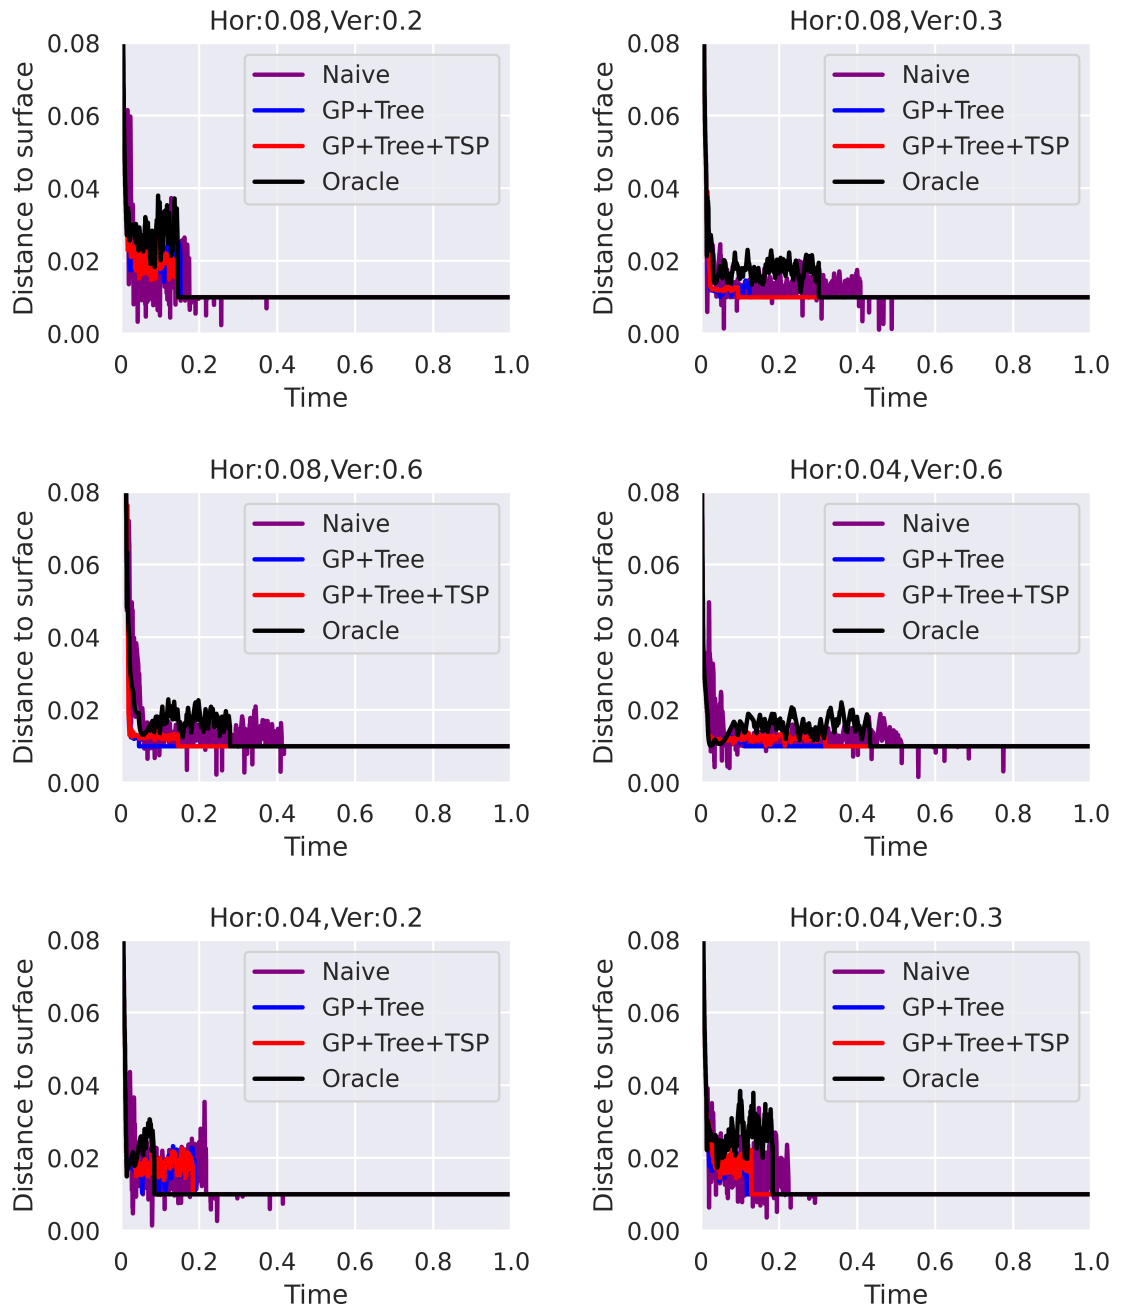 Hor:0.08,Ver:0.2
0.08
0.06
0.04
0.02
0.00
Distance to surface
Naive
GP+Tree
GP+Tree+TSP
Oracle
0 0.2 0.4 0.6 0.8 1.0
Time
Hor:0.08,Ver:0.3
0.08
0.06
0.04
0.02
0.00
Distance to surface
Naive
GP+Tree
GP+Tree+TSP
Oracle
0 0.2 0.4 0.6 0.8 1.0
Time
Hor:0.08,Ver:0.6
0.08
0.06
0.04
0.02
0.00
Distance to surface
Naive
GP+Tree
GP+Tree+TSP
Oracle
0 0.2 0.4 0.6 0.8 1.0
Time
Hor:0.04,Ver:0.6
0.08
0.06
0.04
0.02
0.00
Distance to surface
Naive
GP+Tree
GP+Tree+TSP
Oracle
0 0.2 0.4 0.6 0.8 1.0
Time
Hor:0.04,Ver:0.2
0.08
0.06
0.04
0.02
0.00
Distance to surface
Naive
GP+Tree
GP+Tree+TSP
Oracle
0 0.2 0.4 0.6 0.8 1.0
Time
Hor:0.04,Ver:0.3
0.08
0.06
0.04
0.02
0.00
Distance to surface
Naive
GP+Tree
GP+Tree+TSP
Oracle
0 0.2 0.4 0.6 0.8 1.0
Time